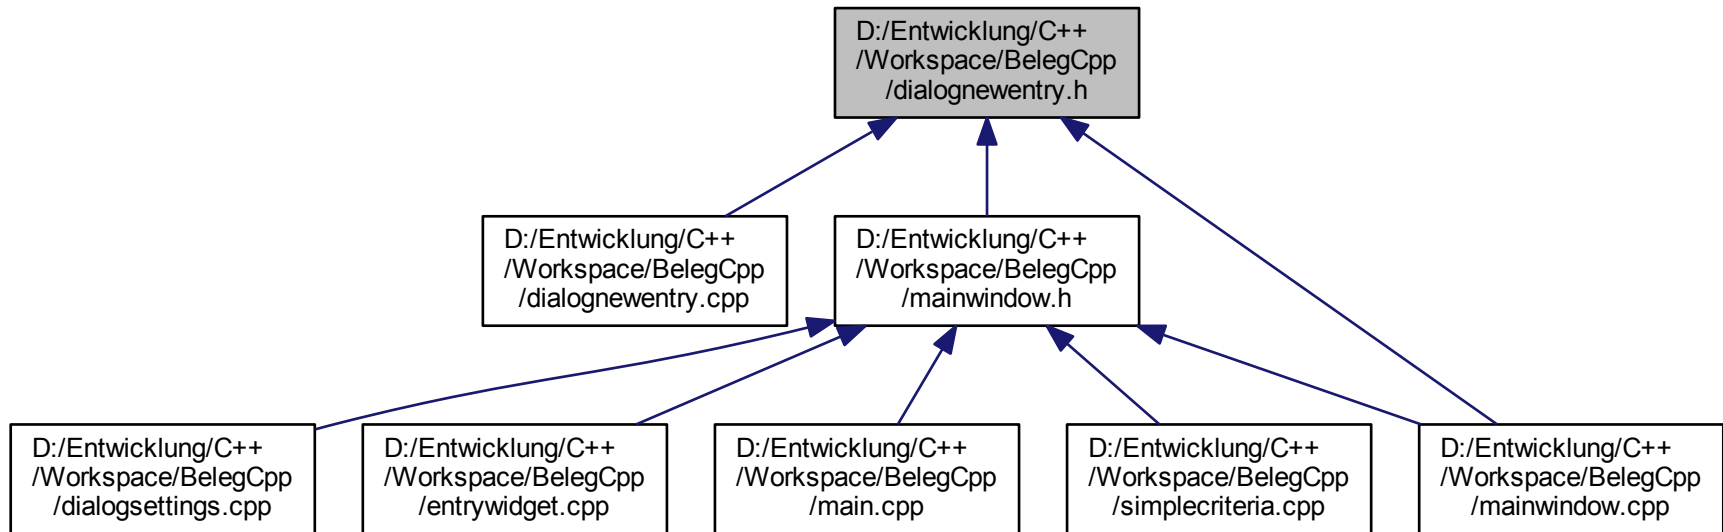 D:/Entwicklung/C++
/Workspace/BelegCpp
/dialognewentry.h
D:/Entwicklung/C++
/Workspace/BelegCpp
/dialognewentry.cpp
D:/Entwicklung/C++
/Workspace/BelegCpp
/mainwindow.h
D:/Entwicklung/C++
/Workspace/BelegCpp
/dialogsettings.cpp
D:/Entwicklung/C++
/Workspace/BelegCpp
/entrywidget.cpp
D:/Entwicklung/C++
/Workspace/BelegCpp
/main.cpp
D:/Entwicklung/C++
/Workspace/BelegCpp
/simplecriteria.cpp
D:/Entwicklung/C++
/Workspace/BelegCpp
/mainwindow.cpp